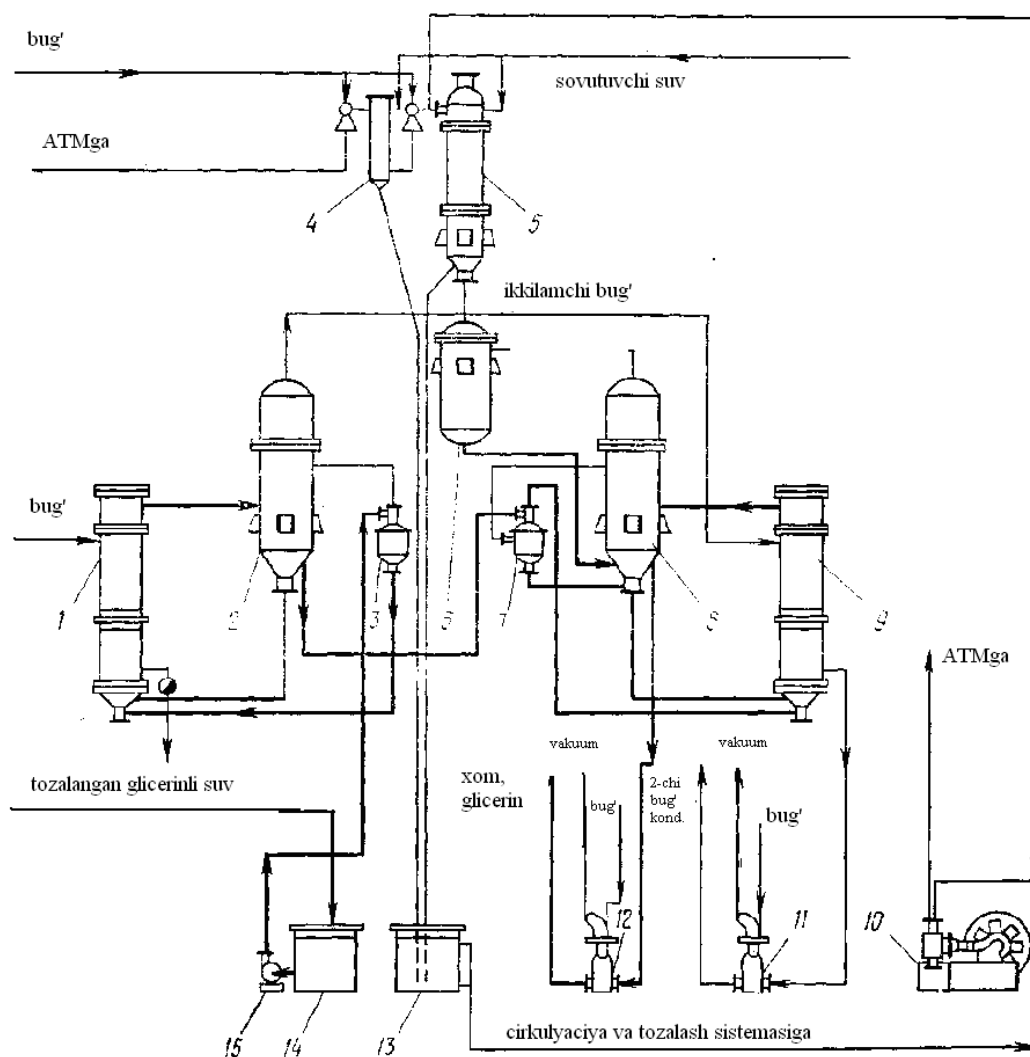 bug'
sovutuvchi suv
ATMga
4
5
ikkilamchi bug'
bug'
1
2
3
6
7
8
9
ATMga
vakuum
vakuum
tozalangan glicerinli suv
xom,
glicerin
bug'
2-chi
bug'
kond.
bug'
12
11
10
15
14
13
cirkulyaciya va tozalash sistemasiga